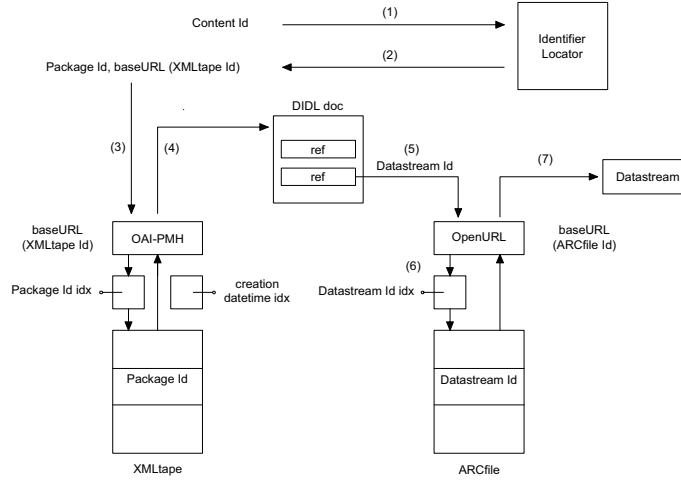 (1)
Content Id
Identifier
Locator
(2)
Package Id, baseURL (XMLtape Id)
DIDL doc
(3)
(4)
ref
(5)
(7)
Datastream Id
ref
Datastream
baseURL
(XMLtape Id)
OAI-PMH
OpenURL
baseURL
(ARCfile Id)
(6)
Package Id idx
creation
datetime idx
Datastream Id idx
Package Id
Datastream Id
XMLtape
ARCfile